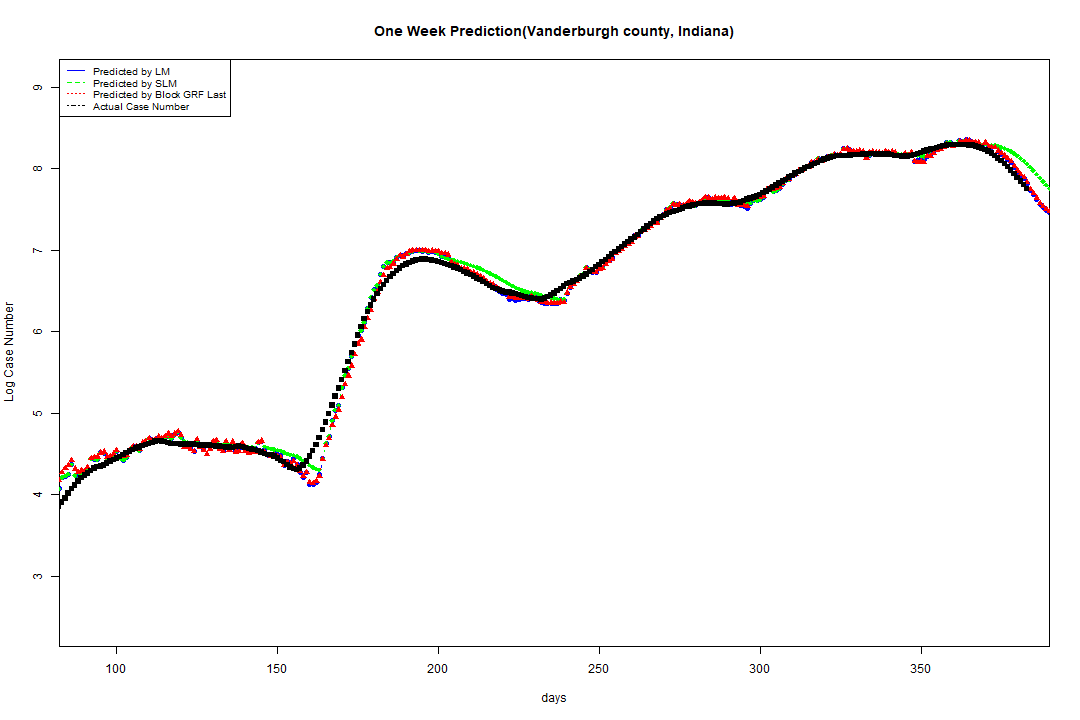 One Week Prediction(Vanderburgh county, Indiana)
Predicted by LM
Predicted by SLM
Predicted by Block GRF Last
Actual Case Number
9
8
7
6
5
4
3
Log Case Number
100 150 200 250 300 350
days